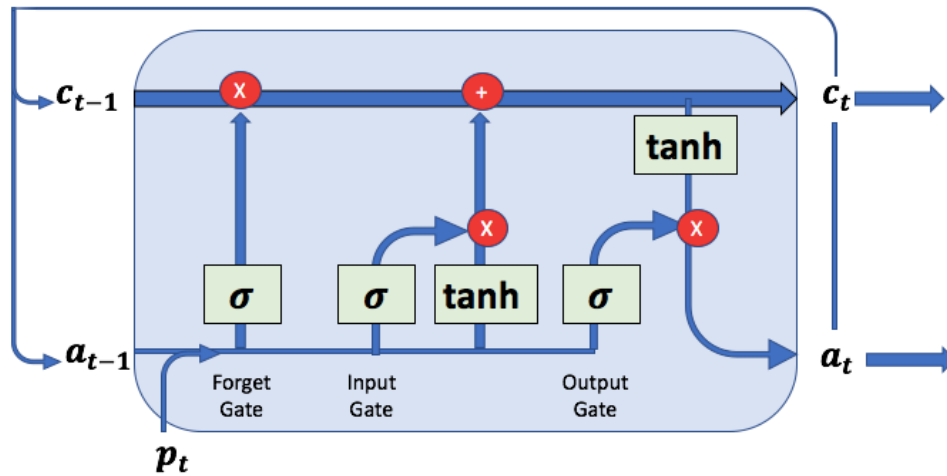 c_{t-1}
X
+
c_t
tanh
X
X
σ
σ
tanh
σ
a_{t-1}
a_t
Forget
Gate
Input
Gate
Output
Gate
p_t